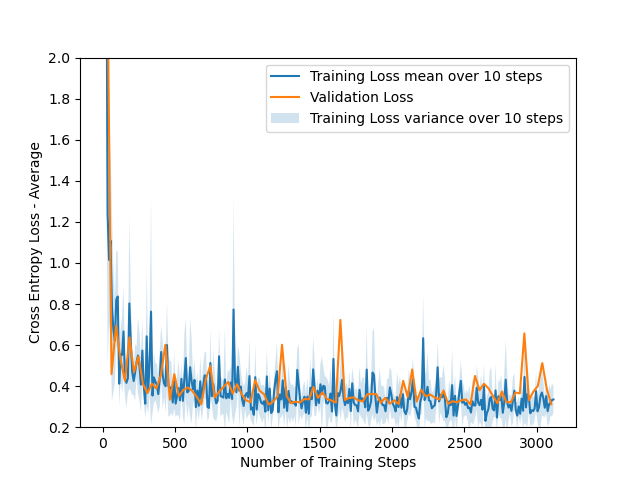 2.0
1.8
1.6
1.4
1.2
1.0
0.8
0.6
0.4
0.2
Cross Entropy Loss - Average
Training Loss mean over 10 steps
Validation Loss
Training Loss variance over 10 steps
0 500 1000 1500 2000 2500 3000
Number of Training Steps